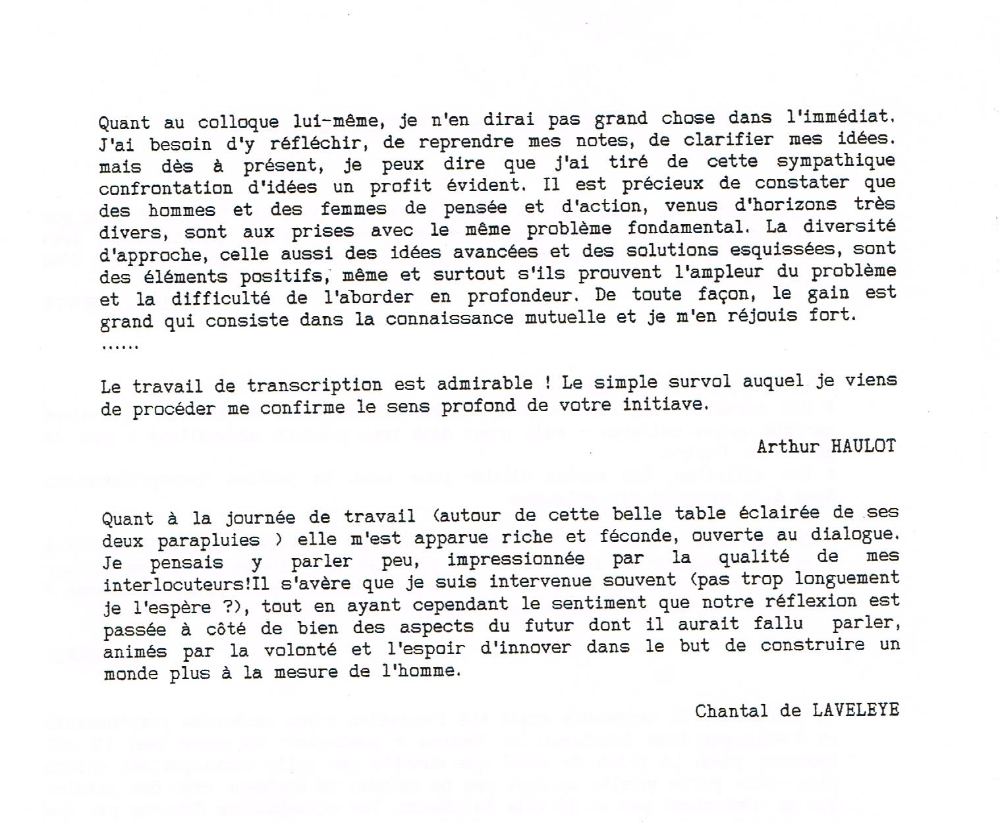 Quant au colloque lui-même, je n'en dirai pas grand chose dans l'immédiat.
J'ai besoin d'y réfléchir, de reprendre mes notes, de clarifier mes idées.
mais dès à présent, je peux dire que j'ai tiré de cette sympathique
confrontation d'idées un profit évident. Il est précieux de constater que
des hommes et des femmes de pensée et d'action, venus d'horizons très
divers, sont aux prises avec le même problème fondamental. La diversité
d'approche, celle aussi des idées avancées et des solutions esquissées, sont
des éléments positifs, même et surtout s'ils prouvent l'ampleur du problème
et la difficulté de l'aborder en profondeur. De toute façon, le gain est
grand qui consiste dans la connaissance mutuelle et je m'en réjouis fort.
......
Le travail de transcription est admirable ! Le simple survol auquel je viens
de procéder me confirme le sens profond de votre initiave.
Arthur HAULOT
Quant à la journée de travail (autour de cette belle table éclairée de ses
deux parapluies ) elle m'est apparue riche et féconde, ouverte au dialogue.
Je pensais y parler peu, impressionnée par la qualité de mes
interlocuteurs!Il s'avère que je suis intervenue souvent (pas trop longuement
je l'espère ?), tout en ayant cependant le sentiment que notre réflexion est
passée à côté de bien des aspects du futur dont il aurait fallu  parler,
animés par la volonté et l'espoir d'innover dans le but de construire un
monde plus à la mesure de l'homme.
Chantal de LAVELEYE